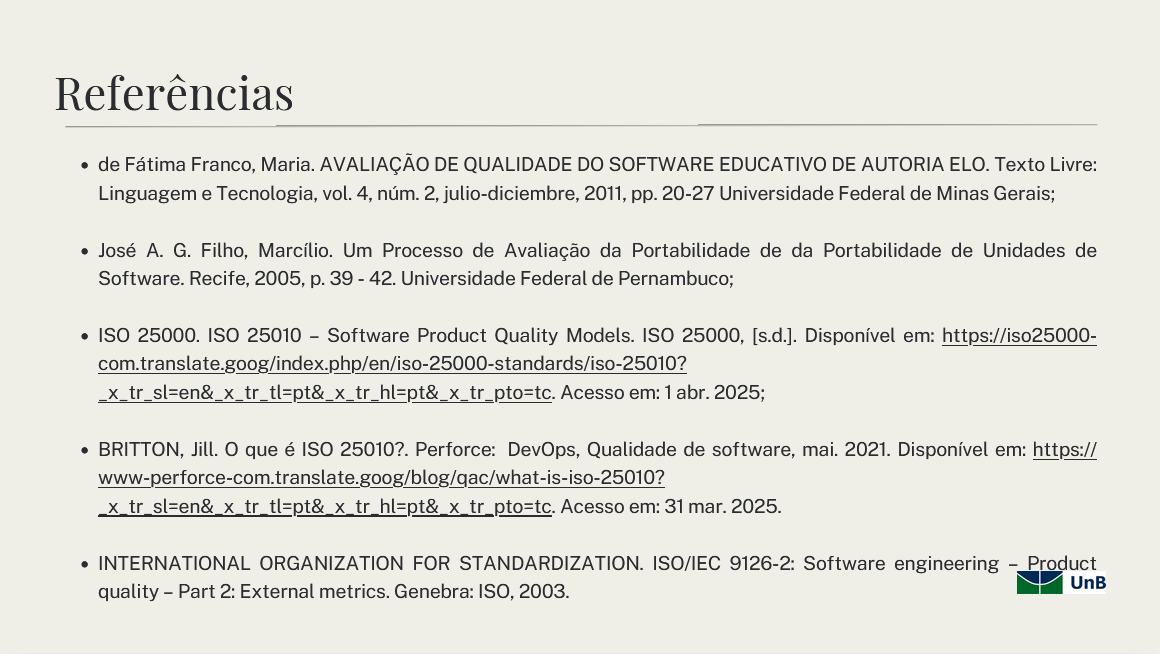 Referências
• de Fátima Franco, Maria. AVALIAÇÃO DE QUALIDADE DO SOFTWARE EDUCATIVO DE AUTORIA ELO. Texto Livre:
Linguagem e Tecnologia, vol. 4, núm. 2, julio-diciembre, 2011, pp. 20-27 Universidade Federal de Minas Gerais;
• José A. G. Filho, Marcílio. Um Processo de Avaliação da Portabilidade de da Portabilidade de Unidades de
Software. Recife, 2005, p. 39 - 42. Universidade Federal de Pernambuco;
• ISO 25000. ISO 25010 – Software Product Quality Models. ISO 25000, [s.d.]. Disponível em: https://iso25000-
com.translate.goog/index.php/en/iso-25000-standards/iso-25010?
_x_tr_sl=en&_x_tr_tl=pt&_x_tr_hl=pt&_x_tr_pto=tc. Acesso em: 1 abr. 2025;
• BRITTON, Jill. O que é ISO 25010?. Perforce: DevOps, Qualidade de software, mai. 2021. Disponível em: https://
www-perforce-com.translate.goog/blog/qac/what-is-iso-25010?
_x_tr_sl=en&_x_tr_tl=pt&_x_tr_hl=pt&_x_tr_pto=tc. Acesso em: 31 mar. 2025.
• INTERNATIONAL ORGANIZATION FOR STANDARDIZATION. ISO/IEC 9126-2: Software engineering – Product
quality – Part 2: External metrics. Genebra: ISO, 2003.
UnB